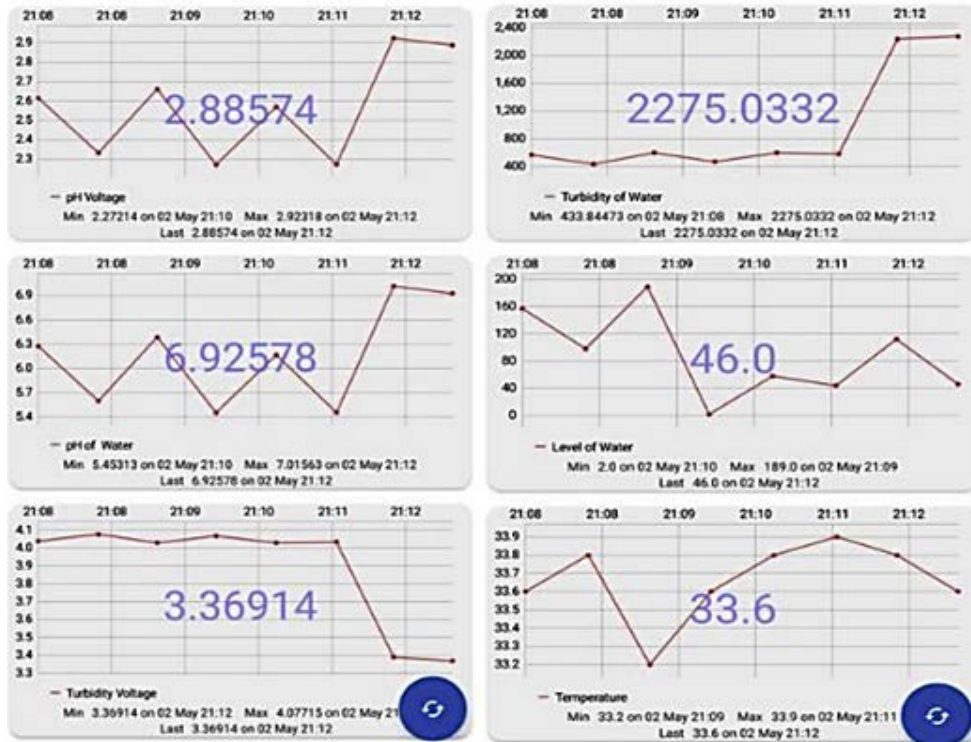 21:08 21:08 21:09 21:10 21:11 21:12
2.9
2.8
2.7
2.6
2.5
2.4
2.3
2.88574
pH Voltage
Min 2.27214 on 02 May 21:10 Max 2.92318 on 02 May 21:12
Last 2.88574 on 02 May 21:12
21:08 21:08 21:09 21:10 21:11 21:12
2,400
2,000
1,600
1,200
800
400
2275.0332
Turbidity of Water
Min 433.84473 on 02 May 21:08 Max 2275.0332 on 02 May 21:12
Last 2275.0332 on 02 May 21:12
21:08 21:08 21:09 21:10 21:11 21:12
6.9
6.6
6.3
6.0
5.7
5.4
6.92578
pH of Water
Min 5.45313 on 02 May 21:10 Max 7.01563 on 02 May 21:12
Last 6.92578 on 02 May 21:12
21:08 21:08 21:09 21:10 21:11 21:12
200
160
120
80
40
0
46.0
Level of Water
Min 2.0 on 02 May 21:10 Max 189.0 on 02 May 21:09
Last 46.0 on 02 May 21:12
21:08 21:08 21:09 21:10 21:11 21:12
4.1
4.0
3.9
3.8
3.7
3.6
3.5
3.4
3.3
3.36914
Turbidity Voltage
Min 3.36914 on 02 May 21:12 Max 4.07715 on 02 May
Last 3.36914 on 02 May 21:12
21:08 21:08 21:09 21:10 21:11 21:12
33.9
33.8
33.7
33.6
33.5
33.4
33.3
33.2
33.6
Temperature
Min 33.2 on 02 May 21:09 Max 33.9 on 02 May 21:11
Last 33.6 on 02 May 21:12